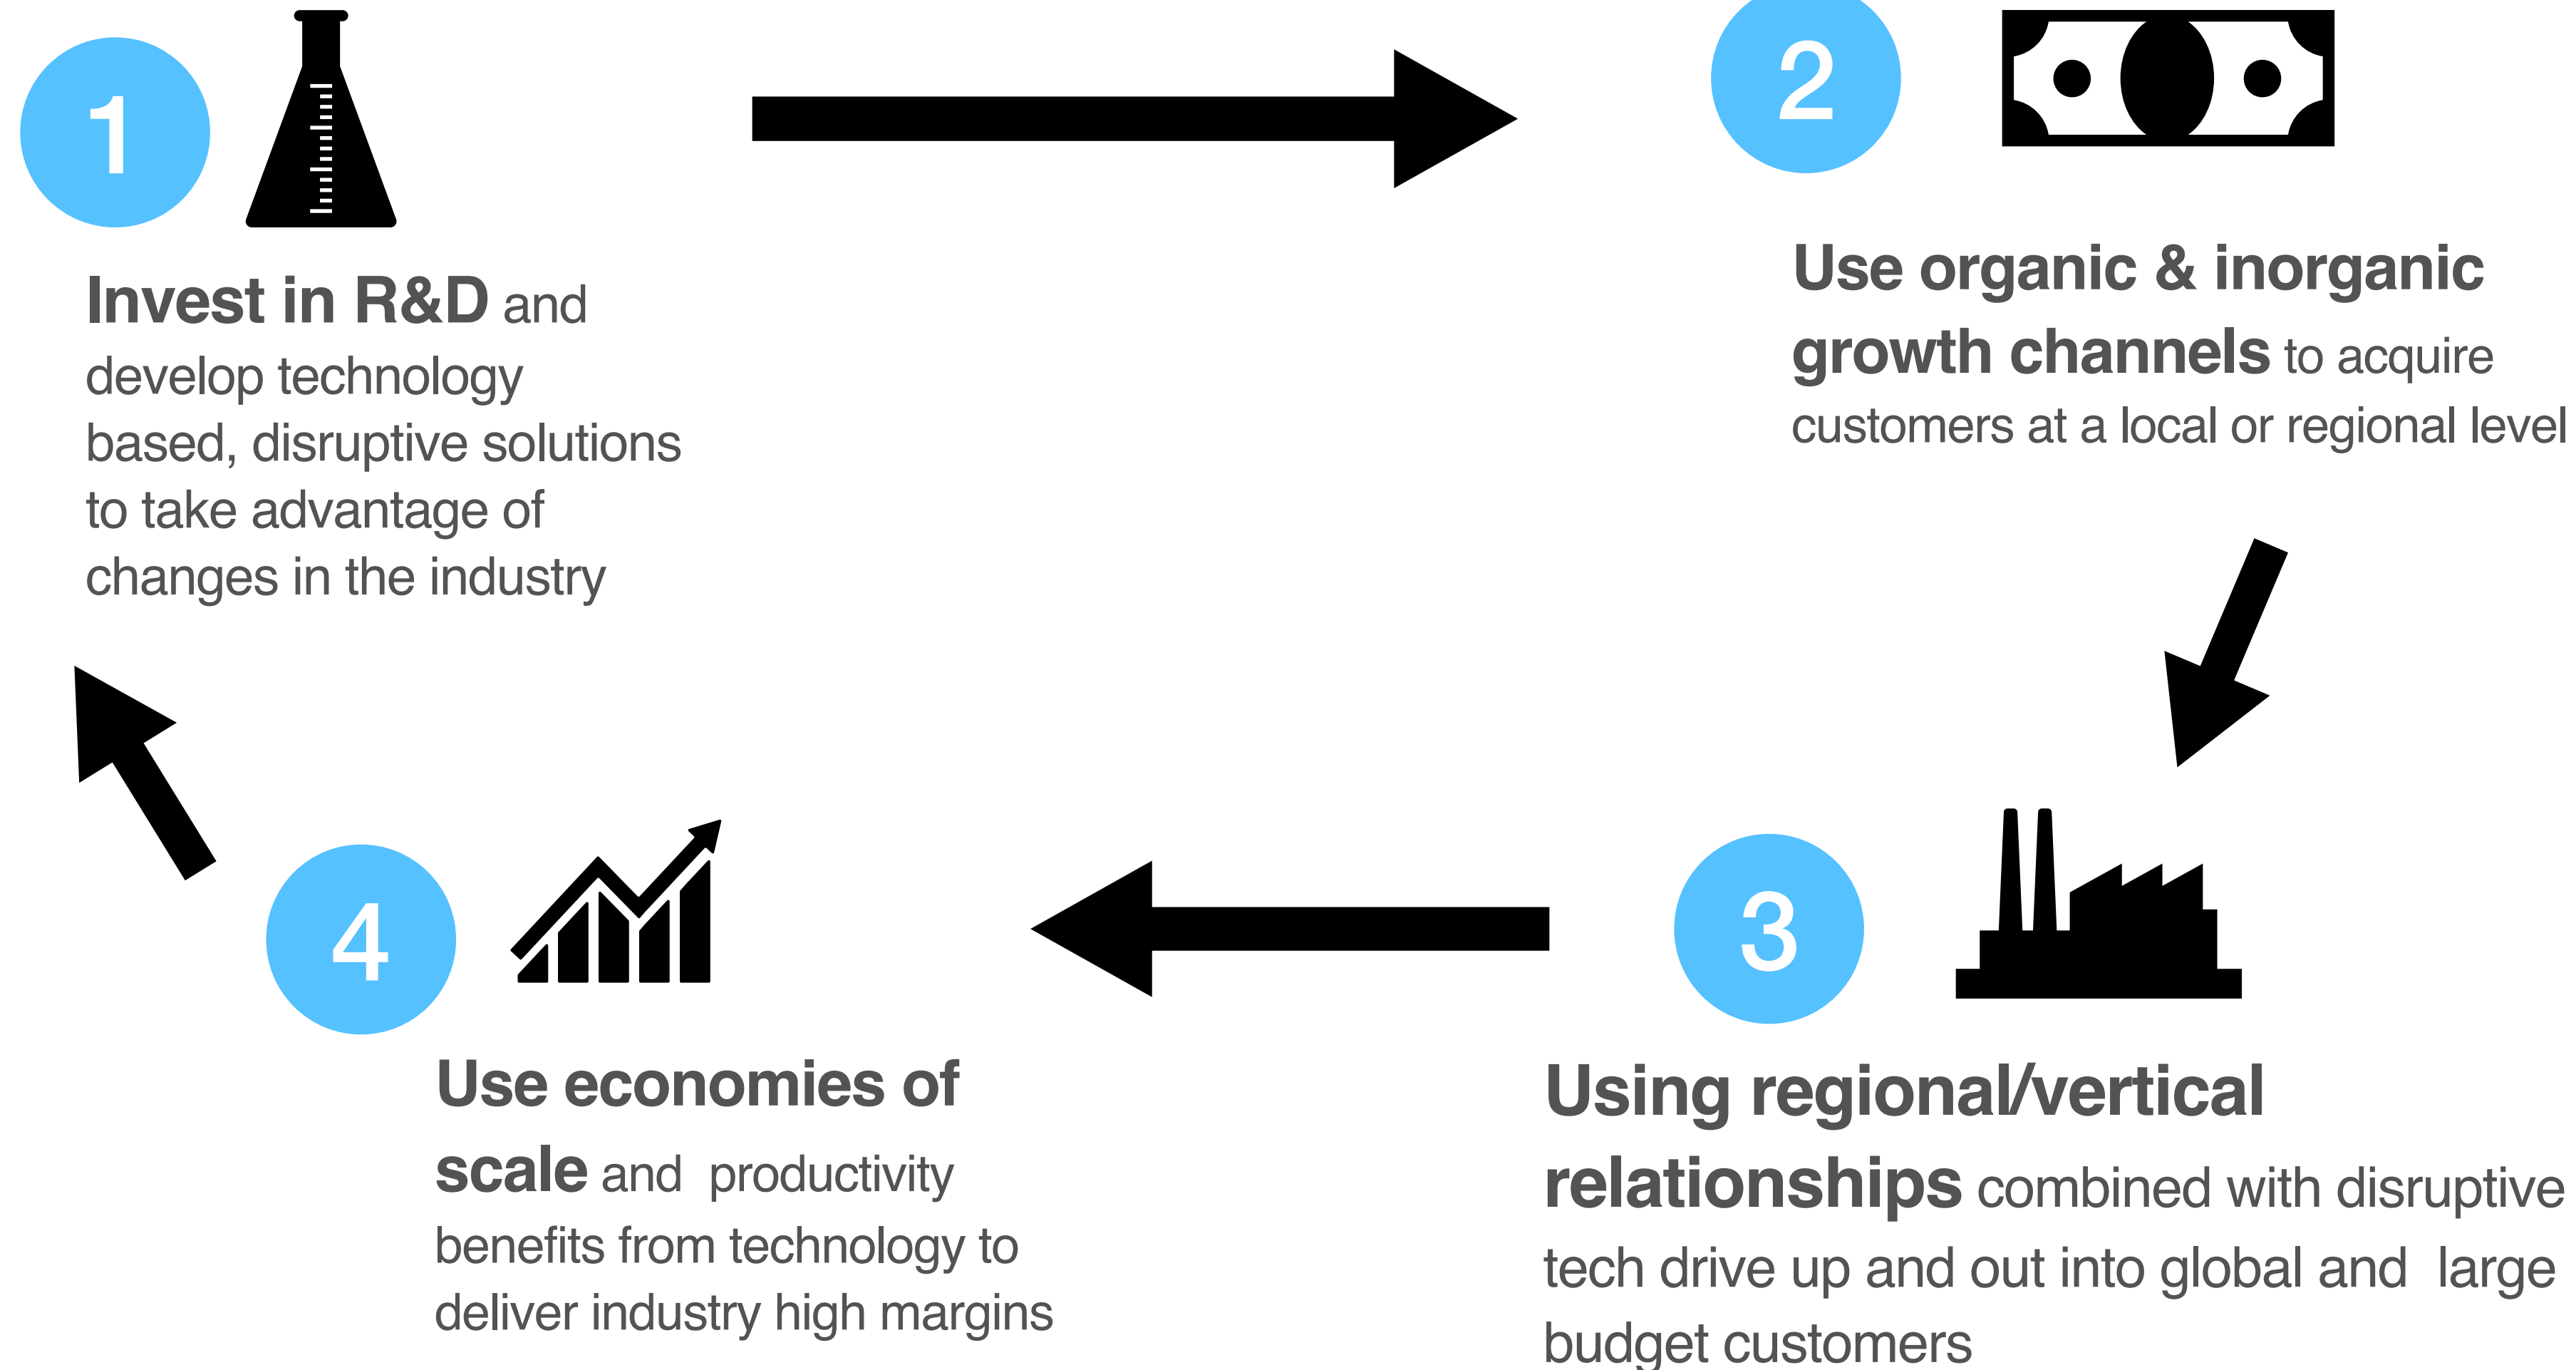 1
Invest in R&D and
develop technology
based, disruptive solutions
to take advantage of
changes in the industry
2
Use organic & inorganic
growth channels to acquire
customers at a local or regional level
3
Using regional/vertical
relationships combined with disruptive
tech drive up and out into global and  large
budget customers
4
Use economies of
scale and  productivity
benefits from technology to
deliver industry high margins